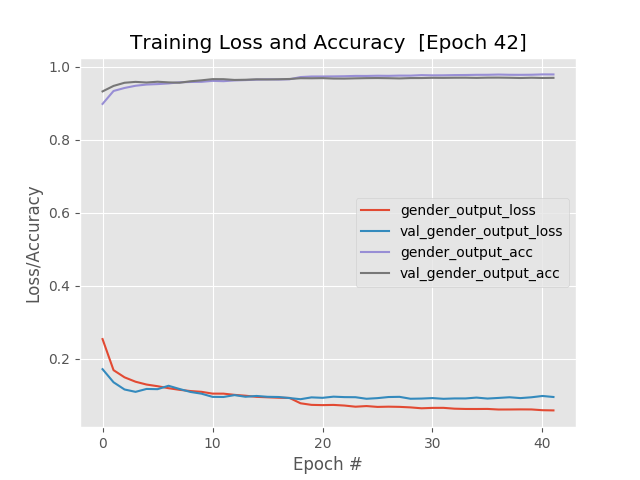 Training Loss and Accuracy [Epoch 42]
1.0
0.8
0.6
0.4
0.2
Loss/Accuracy
gender_output_loss
val_gender_output_loss
gender_output_acc
val_gender_output_acc
0 10 20 30 40
Epoch #